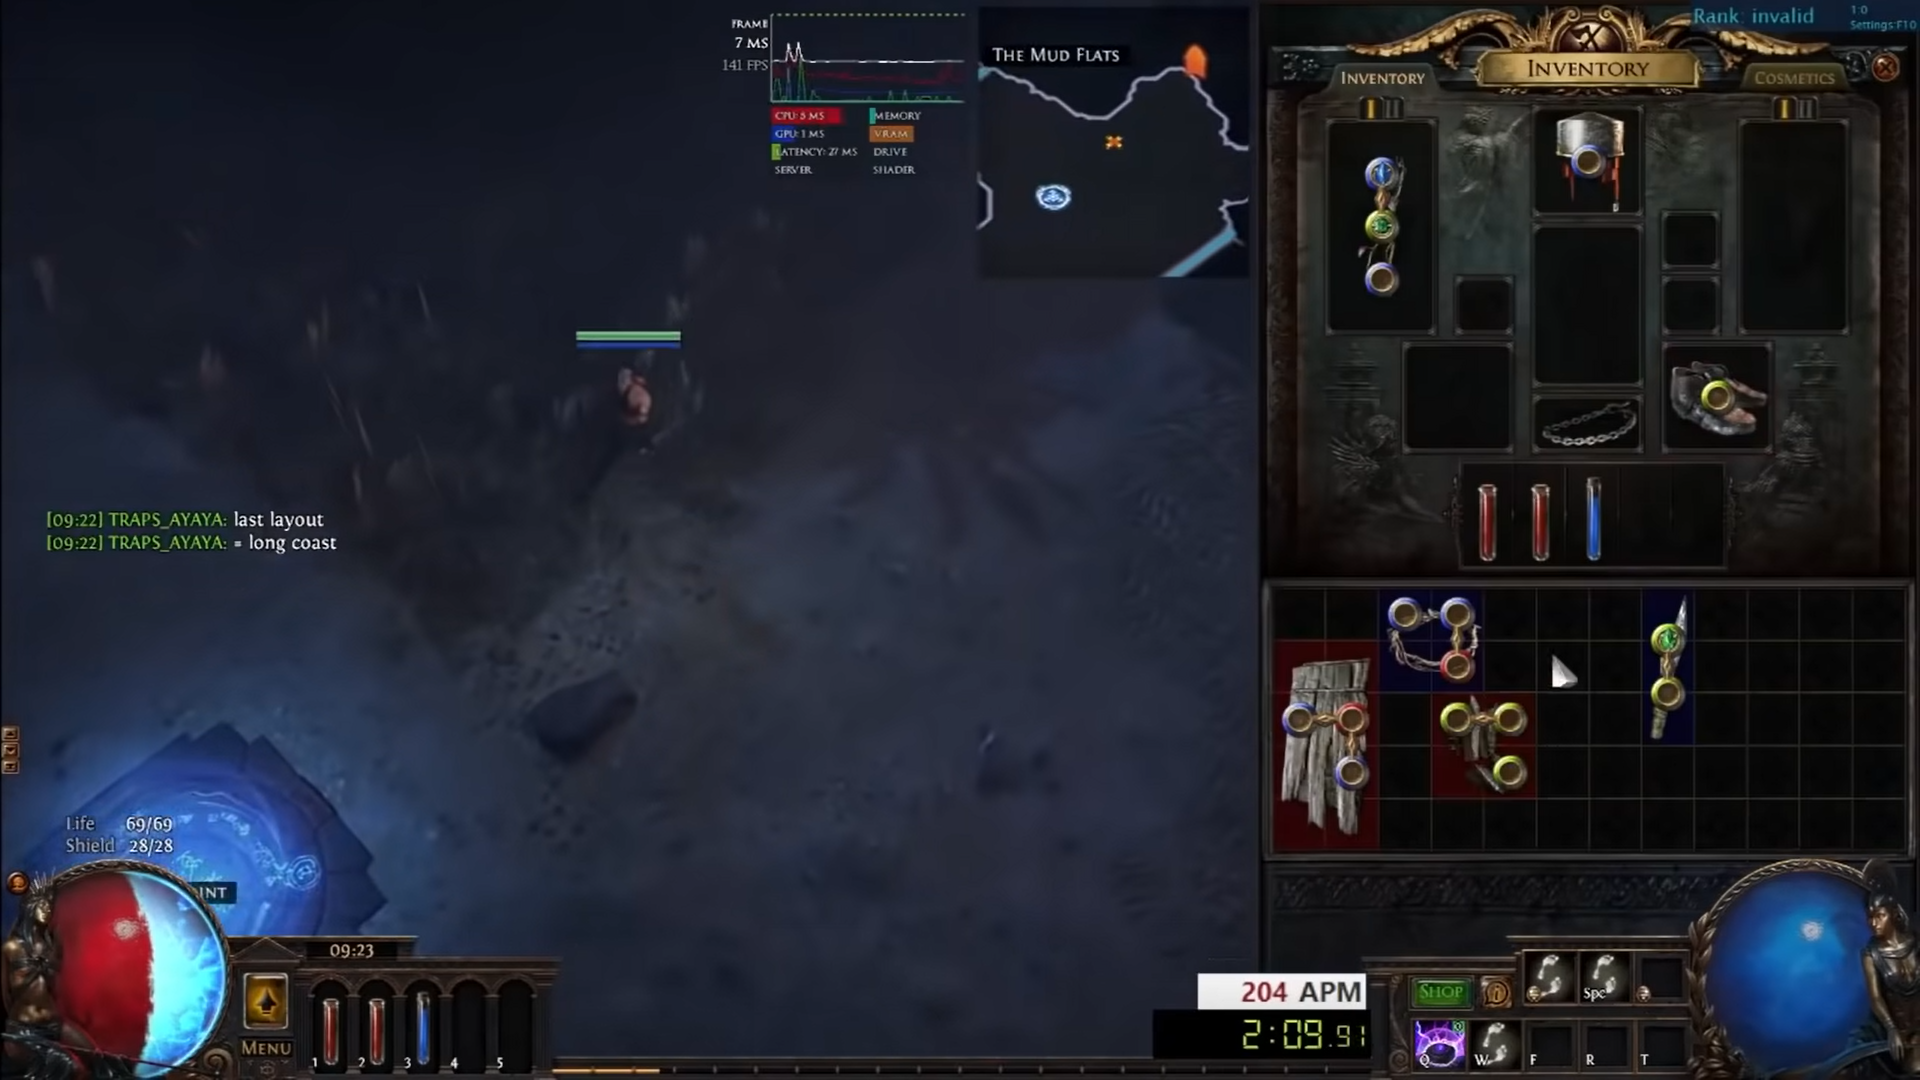 FRAME
7 MS
141 FPS
CPU: 5 MS
MEMORY
GPU: 1 MS
VRAM
LATENCY: 27 MS
DRIVE
SERVER
SHADER
THE MUD FLATS
Rank: invalid
1:0
Settings:F10
INVENTORY
INVENTORY
COSMETICS
[09:22] TRAPS_AYAYA: last layout
[09:22] TRAPS_AYAYA: = long coast
Life 69/69
Shield 28/28
INT
09:23
MENU
1 2 3 4 5
204 APM
2:09.91
SHOP
Spc
Q W F R T